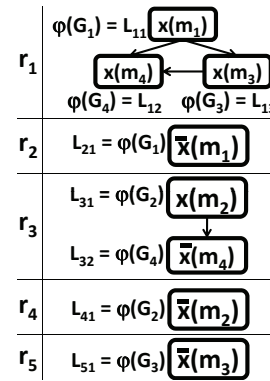 φ(G₁) = L₁₁ x(m₁)
r₁ x(m₄) x(m₃)
φ(G₄) = L₁₂ φ(G₃) = L₁₃
r₂ L₂₁ = φ(G₁) x̄(m₁)
L₃₁ = φ(G₂) x(m₂)
r₃
L₃₂ = φ(G₄) x̄(m₄)
r₄ L₄₁ = φ(G₂) x̄(m₂)
r₅ L₅₁ = φ(G₃) x̄(m₃)